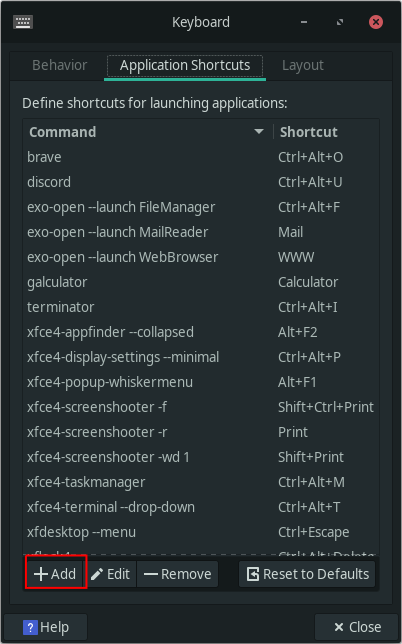 Keyboard
Behavior Application Shortcuts Layout
Define shortcuts for launching applications:
Command Shortcut
brave Ctrl+Alt+O
discord Ctrl+Alt+U
exo-open --launch FileManager Ctrl+Alt+F
exo-open --launch MailReader Mail
exo-open --launch WebBrowser WWW
galculator Calculator
terminator Ctrl+Alt+I
xfce4-appfinder --collapsed Alt+F2
xfce4-display-settings --minimal Ctrl+Alt+P
xfce4-popup-whiskermenu Alt+F1
xfce4-screenshooter -f Shift+Ctrl+Print
xfce4-screenshooter -r Print
xfce4-screenshooter -wd 1 Shift+Print
xfce4-taskmanager Ctrl+Alt+M
xfce4-terminal --drop-down Ctrl+Alt+T
xfdesktop --menu Ctrl+Escape
Ctrl+Alt+Delete
Add Edit Remove Reset to Defaults
? Help Close